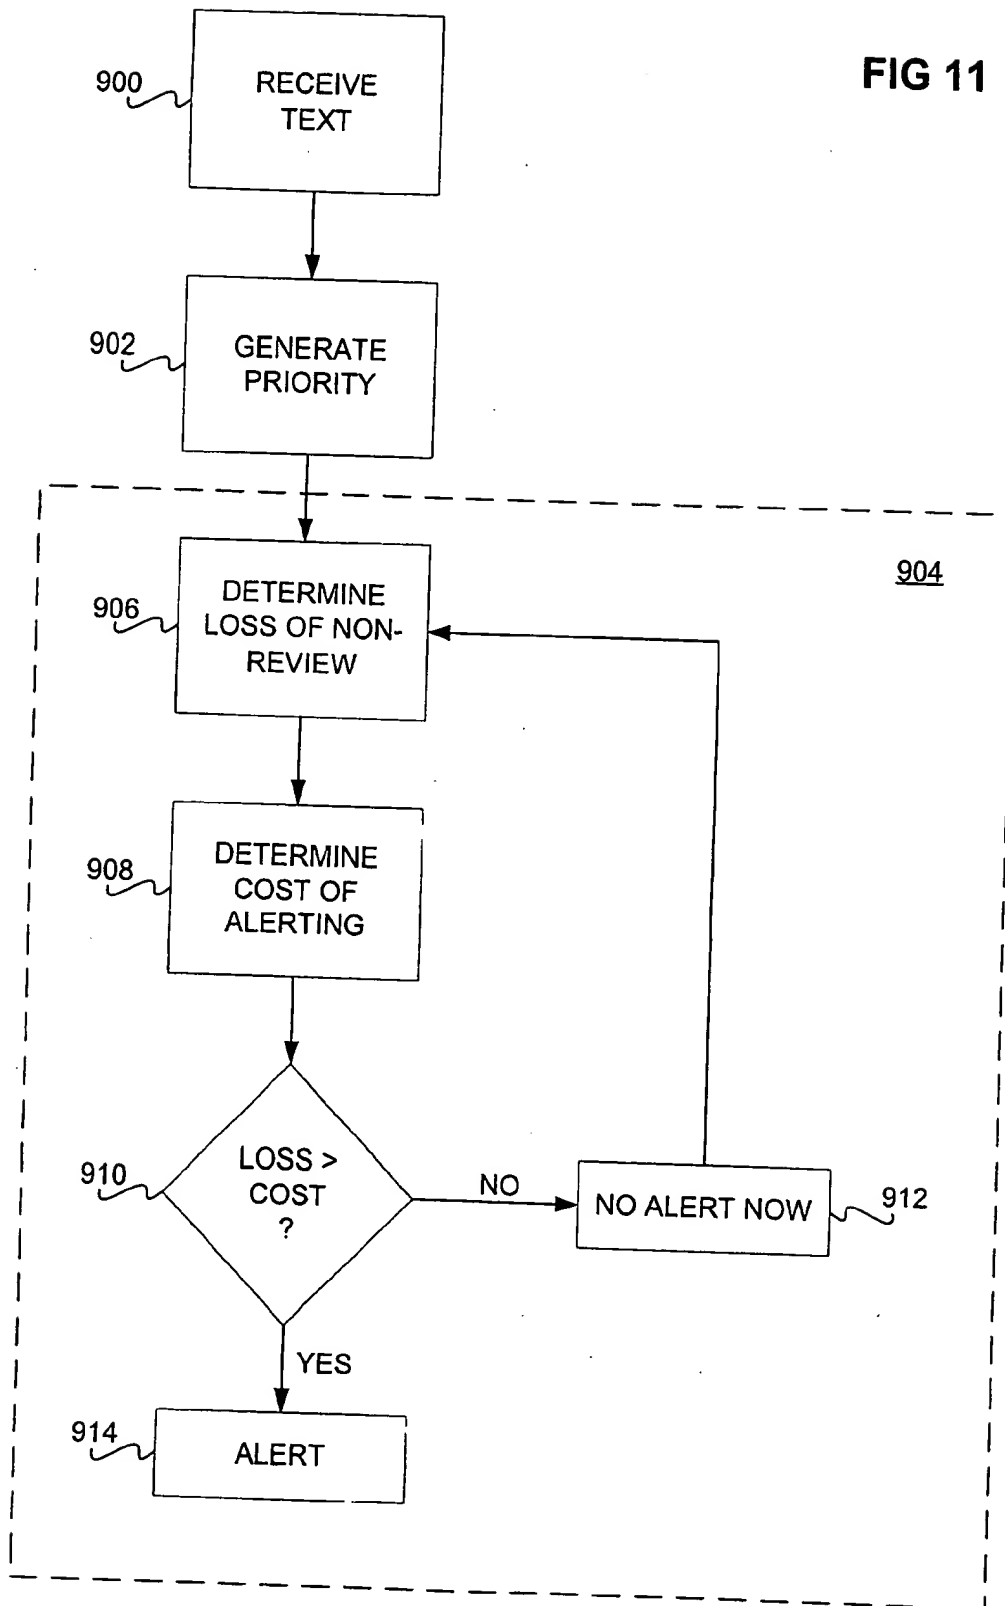 FIG 11
900
RECEIVE
TEXT
902
GENERATE
PRIORITY
904
906
DETERMINE
LOSS OF NON-
REVIEW
908
DETERMINE
COST OF
ALERTING
910
LOSS >
COST
?
NO
NO ALERT NOW
912
YES
914
ALERT